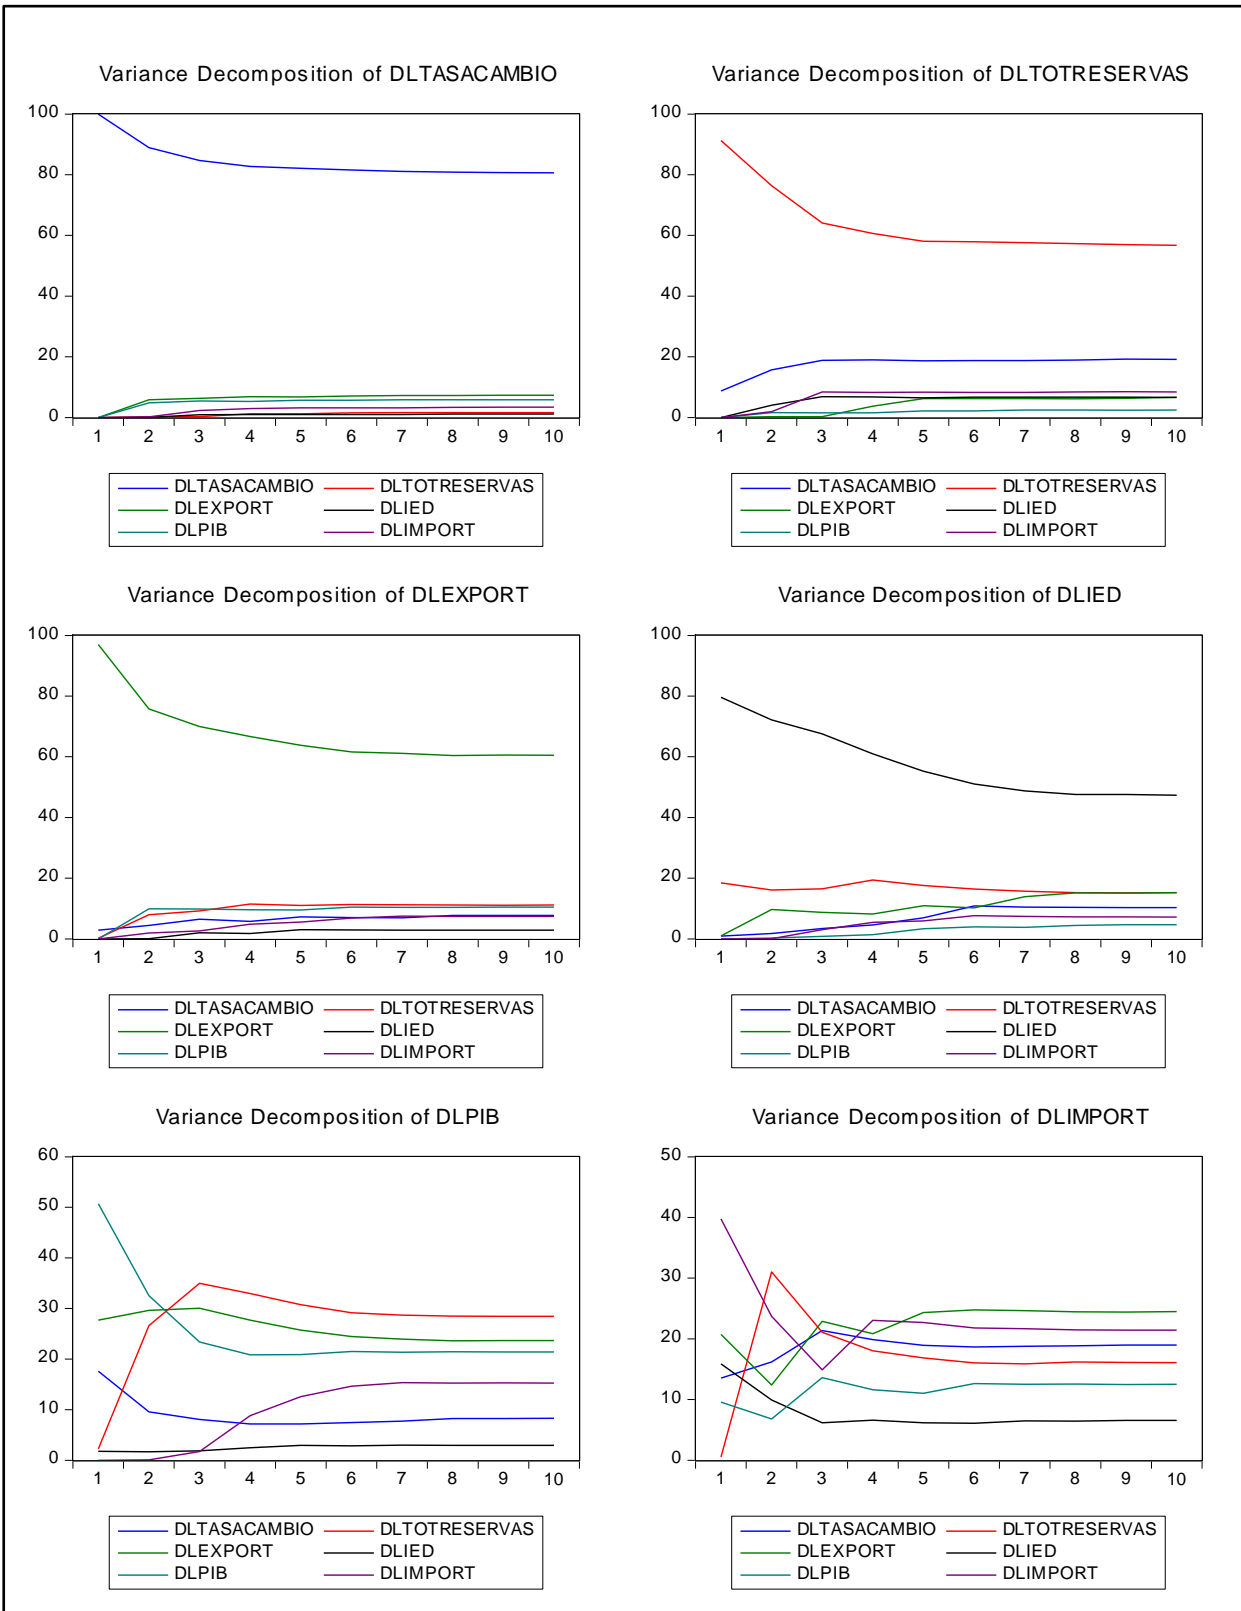 Variance Decomposition of DLTASACAMBIO
100
80
60
40
20
0
1 2 3 4 5 6 7 8 9 10
DLTASACAMBIO DLTOTRESERVAS
DLEXPORT DLIED
DLPIB DLIMPORT
Variance Decomposition of DLTOTRESERVAS
100
80
60
40
20
0
1 2 3 4 5 6 7 8 9 10
DLTASACAMBIO DLTOTRESERVAS
DLEXPORT DLIED
DLPIB DLIMPORT
Variance Decomposition of DLEXPORT
100
80
60
40
20
0
1 2 3 4 5 6 7 8 9 10
DLTASACAMBIO DLTOTRESERVAS
DLEXPORT DLIED
DLPIB DLIMPORT
Variance Decomposition of DLIED
100
80
60
40
20
0
1 2 3 4 5 6 7 8 9 10
DLTASACAMBIO DLTOTRESERVAS
DLEXPORT DLIED
DLPIB DLIMPORT
Variance Decomposition of DLPIB
60
50
40
30
20
10
0
1 2 3 4 5 6 7 8 9 10
DLTASACAMBIO DLTOTRESERVAS
DLEXPORT DLIED
DLPIB DLIMPORT
Variance Decomposition of DLIMPORT
50
40
30
20
10
0
1 2 3 4 5 6 7 8 9 10
DLTASACAMBIO DLTOTRESERVAS
DLEXPORT DLIED
DLPIB DLIMPORT